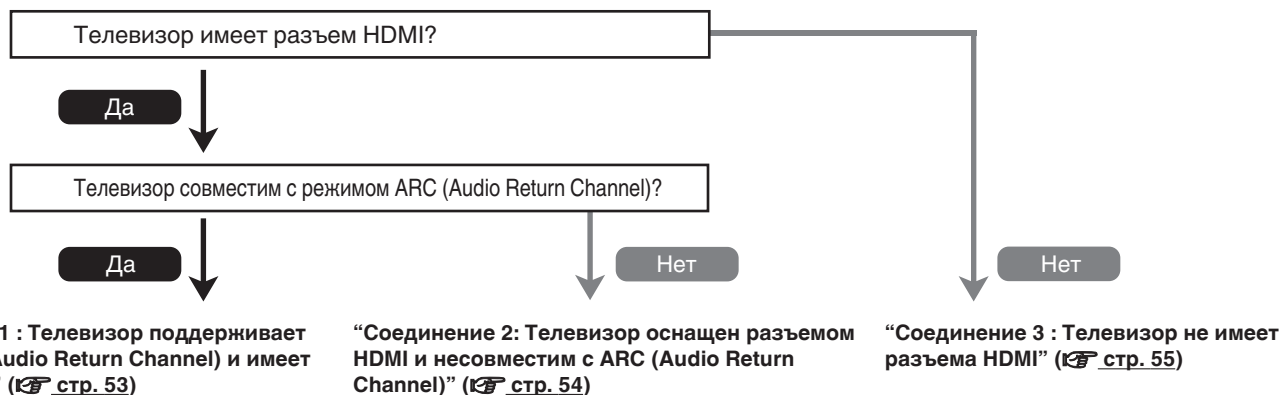 Телевизор имеет разъем HDMI?
Да
Телевизор совместим с режимом ARC (Audio Return Channel)?
Да
Нет
Нет
1 : Телевизор поддерживает
udio Return Channel) и имеет
” (☞ стр. 53)
“Соединение 2: Телевизор оснащен разъемом
HDMI и несовместим с ARC (Audio Return
Channel)” (☞ стр. 54)
“Соединение 3 : Телевизор не имеет
разъема HDMI” (☞ стр. 55)